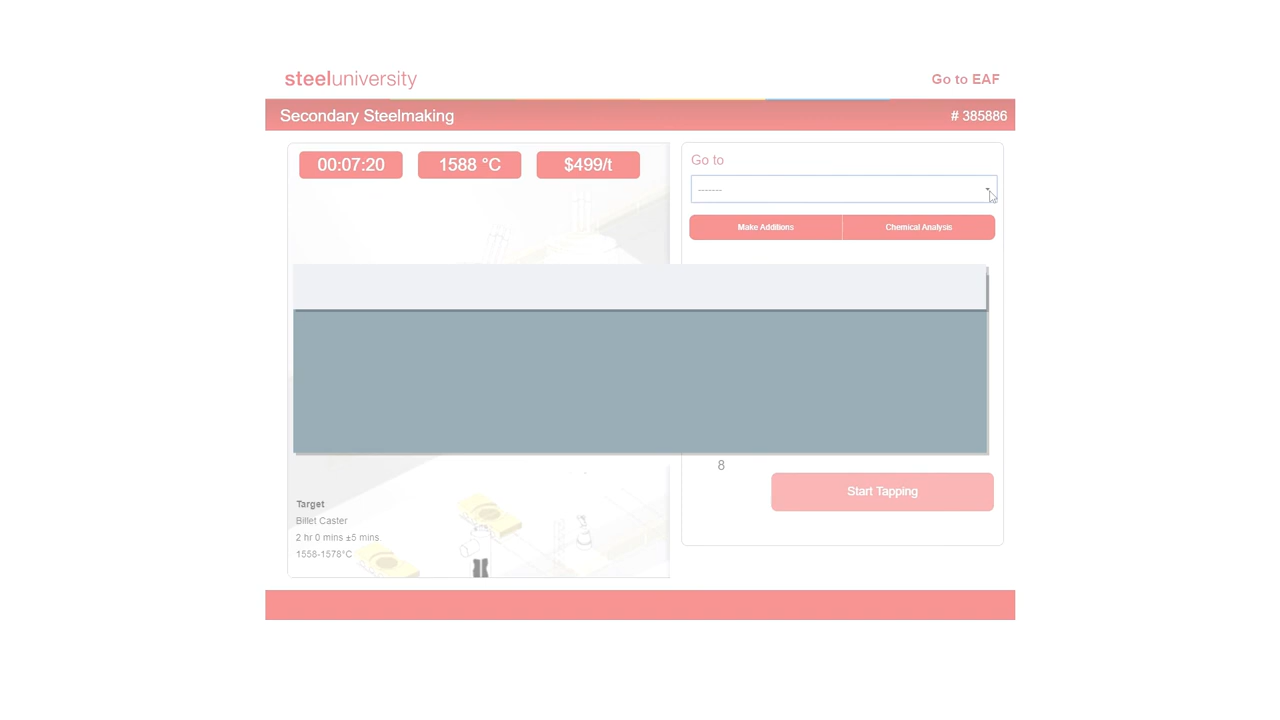 steeluniversity
Go to EAF
Secondary Steelmaking
# 385886
00:07:20
1588 °C
$499/t
Go to
-------
Make Additions
Chemical Analysis
8
Start Tapping
Target
Billet Caster
2 hr 0 mins ±5 mins
1558-1578°C